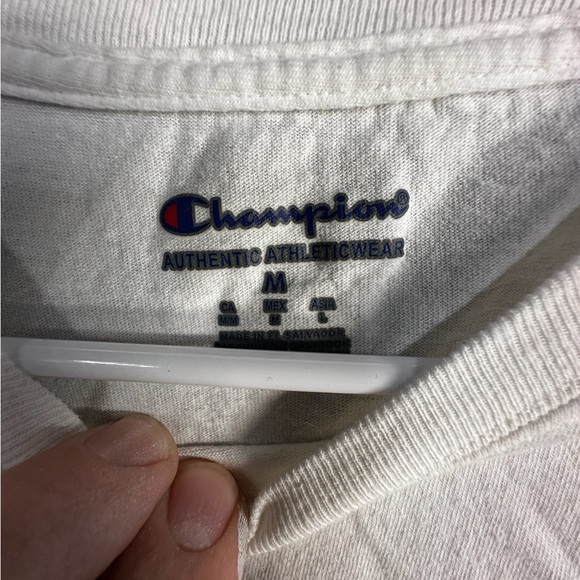 Champion®
AUTHENTIC ATHLETICWEAR
M
CA MEX ASIA
M/M M L
MADE IN EL SALVADOR